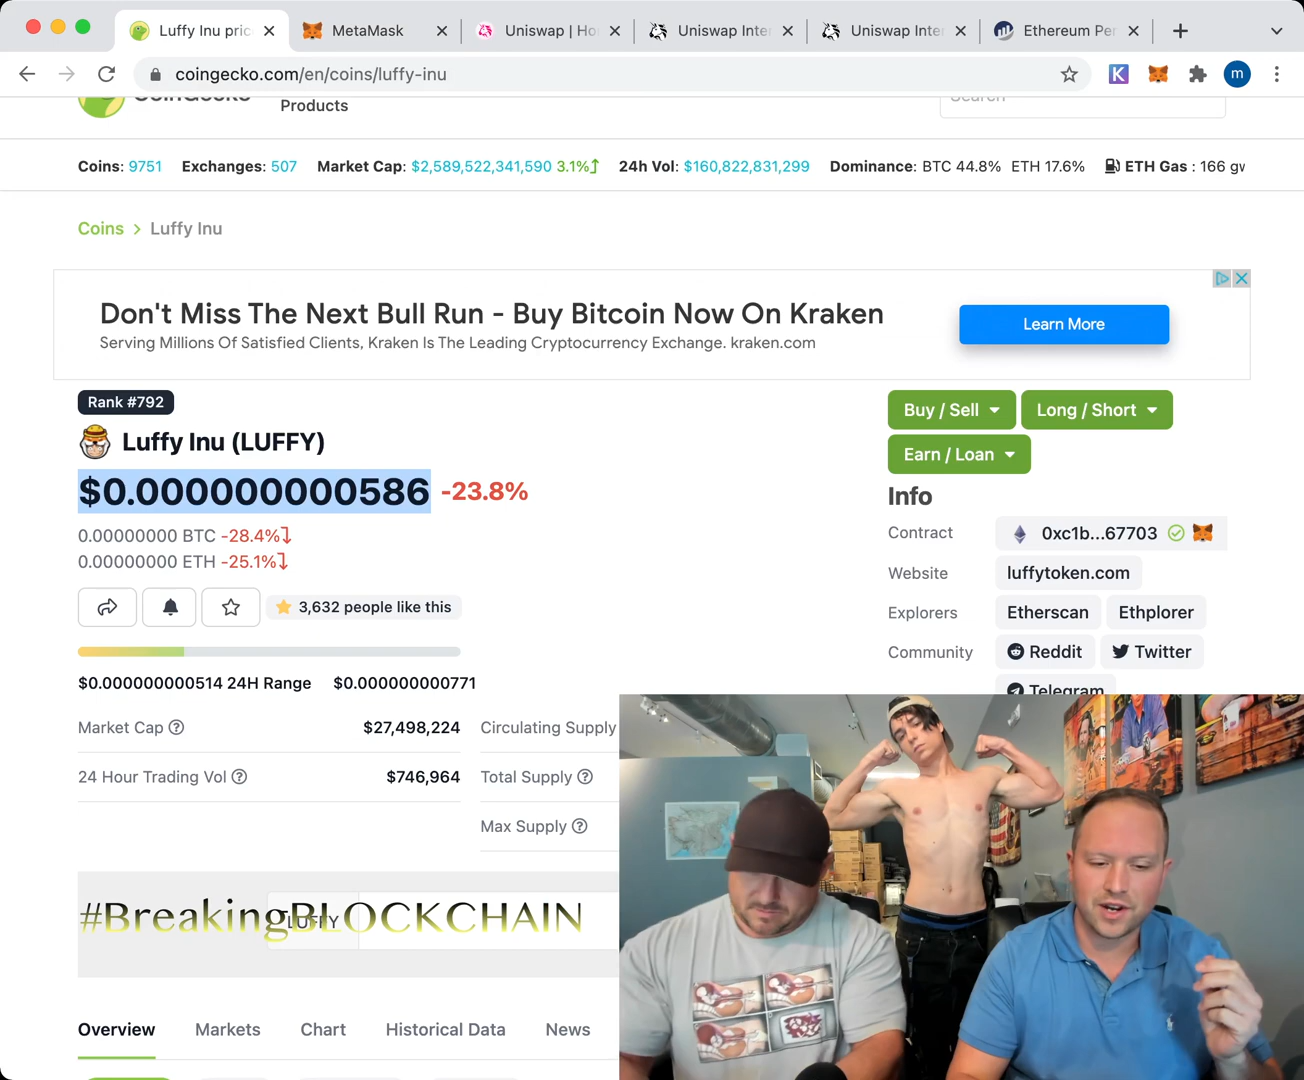 Luffy Inu pric
MetaMask
Uniswap | Ho
Uniswap Inte
Uniswap Inte
Ethereum Per
coingecko.com/en/coins/luffy-inu
K
m
CoinGecko
Products
Search
Coins: 9751 Exchanges: 507 Market Cap: $2,589,522,341,590 3.1% 24h Vol: $160,822,831,299 Dominance: BTC 44.8% ETH 17.6% ETH Gas : 166 gw
Coins > Luffy Inu
Don't Miss The Next Bull Run - Buy Bitcoin Now On Kraken
Serving Millions Of Satisfied Clients, Kraken Is The Leading Cryptocurrency Exchange. kraken.com
Learn More
Rank #792
Luffy Inu (LUFFY)
$0.000000000586 -23.8%
0.00000000 BTC -28.4%
0.00000000 ETH -25.1%
3,632 people like this
$0.000000000514 24H Range $0.000000000771
Market Cap $27,498,224
24 Hour Trading Vol $746,964
Circulating Supply
Total Supply
Max Supply
Buy / Sell
Long / Short
Earn / Loan
Info
Contract 0xc1b...67703
Website luffytoken.com
Explorers Etherscan Ethplorer
Community Reddit Twitter
Telegram
#BreakingBLOCKCHAIN
LUFFY
Overview Markets Chart Historical Data News